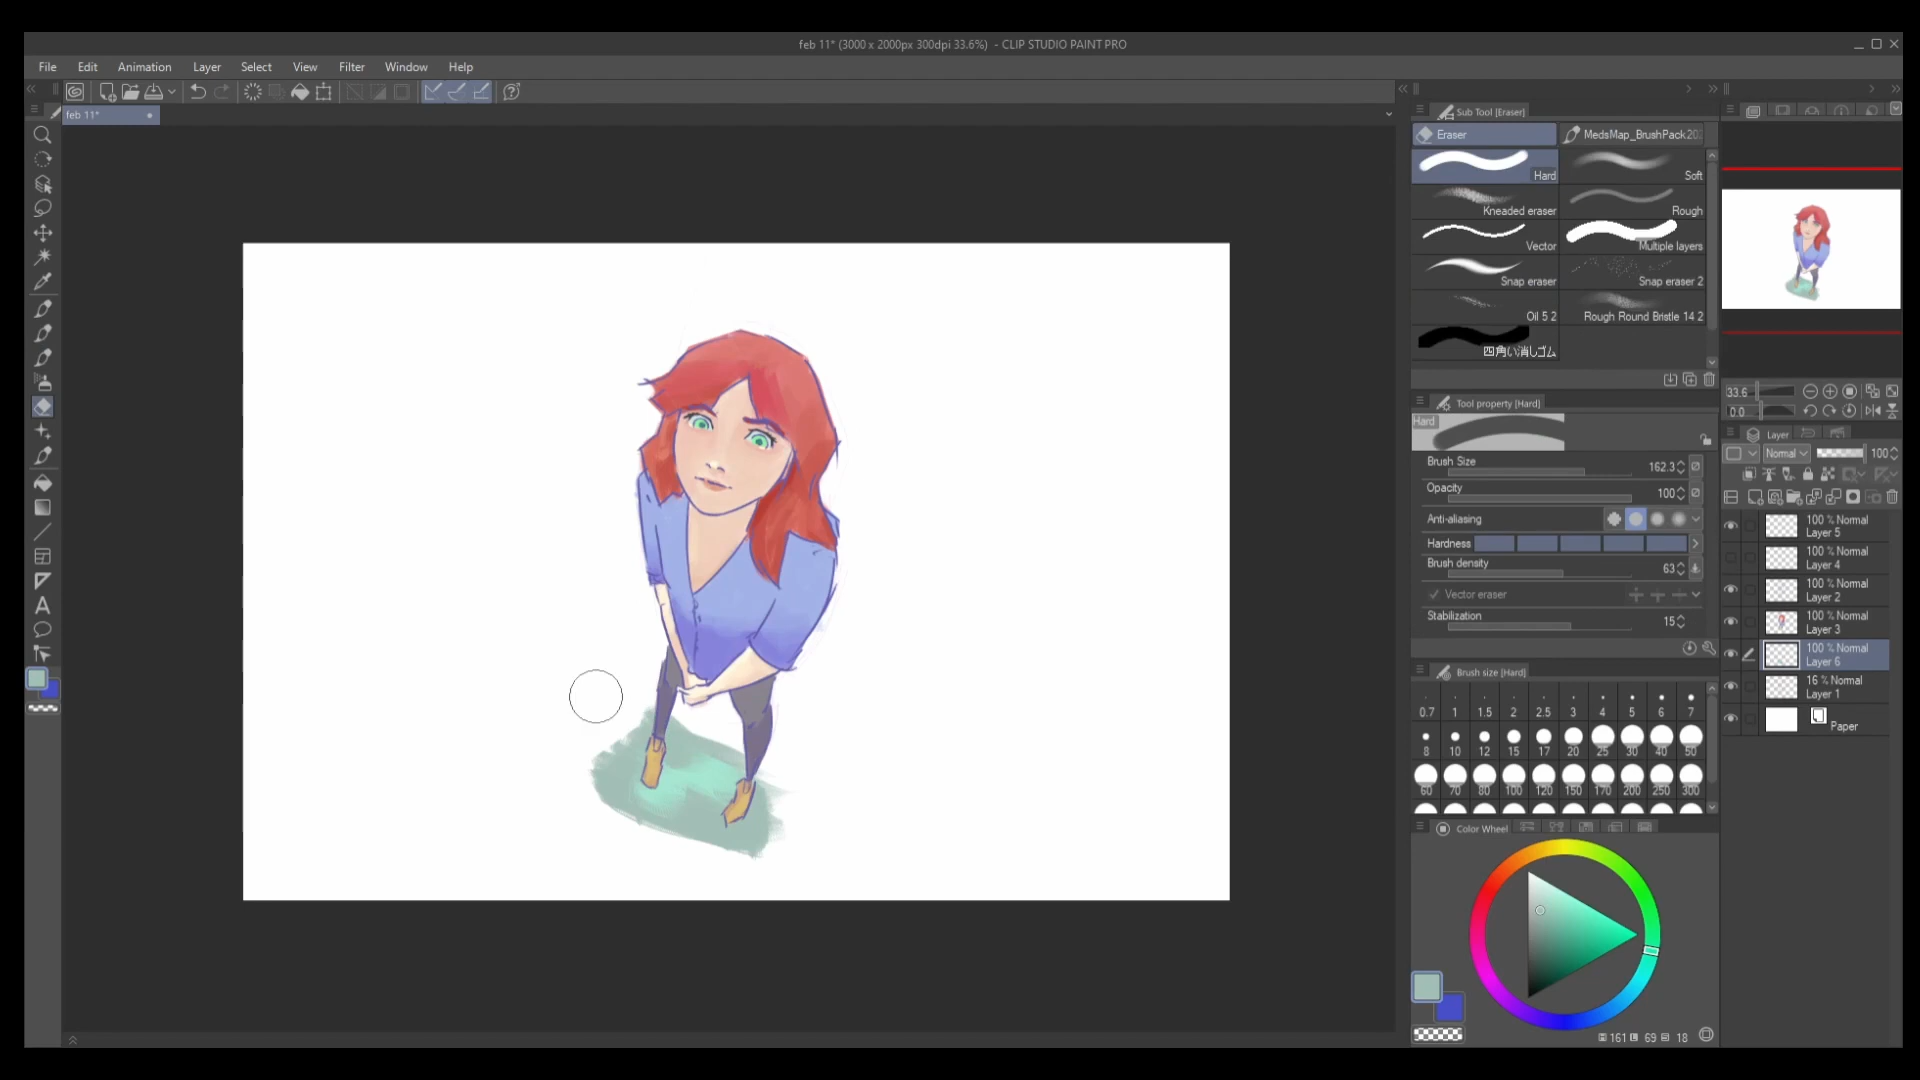 feb 11* (3000 x 2000px 300dpi 33.6%) - CLIP STUDIO PAINT PRO
File Edit Animation Layer Select View Filter Window Help
feb 11*
Sub Tool [Eraser]
Eraser MedsMap_BrushPack20
Hard Soft
Kneaded eraser Rough
Vector Multiple layers
Snap eraser Snap eraser 2
Oil 5 2 Rough Round Bristle 14 2
四角い消しゴム
Tool property [Hard]
Hard
Brush Size 162.3
Opacity 100
Anti-aliasing
Hardness
Brush density 63
Vector eraser
Stabilization 15
Brush size [Hard]
0.7 1 1.5 2 2.5 3 4 5 6 7
8 10 12 15 17 20 25 30 40 50
60 70 80 100 120 150 170 200 250 300
Color Wheel
161 69 18
33.6
0.0
Layer
Normal 100
100 % Normal
Layer 5
100 % Normal
Layer 4
100 % Normal
Layer 2
100 % Normal
Layer 3
100 % Normal
Layer 6
16 % Normal
Layer 1
Paper
A